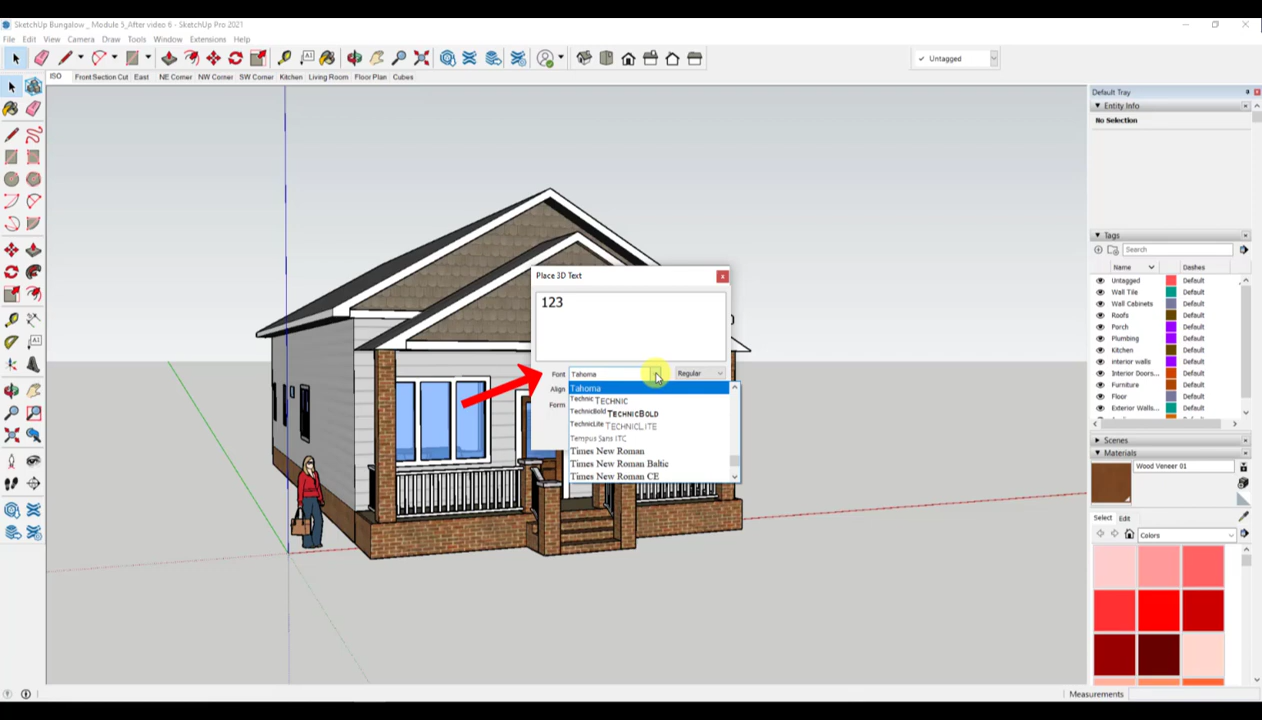 SketchUp Bungalow _ Module 5_After video 6 - SketchUp Pro 2021
File Edit View Camera Draw Tools Window Extensions Help
Untagged
ISO Front Section Cut East NE Corner NW Corner SW Corner Kitchen Living Room Floor Plan Cubes
Default Tray
Entity Info
No Selection
Tags
Search
Name Dashes
Untagged Default
Wall Tile Default
Wall Cabinets Default
Roofs Default
Porch Default
Plumbing Default
Kitchen Default
interior walls Default
Interior Doors... Default
Furniture Default
Floor Default
Exterior Walls... Default
Scenes
Materials
Wood Veneer 01
Select Edit
Colors
Place 3D Text
123
Font Tahoma Regular
Align
Form
Tahoma
Technic TECHNIC
TechnicBold TECHNICBOLD
TechnicLite TECHNICLITE
Tempus Sans ITC
Times New Roman
Times New Roman Baltic
Times New Roman CE
Measurements